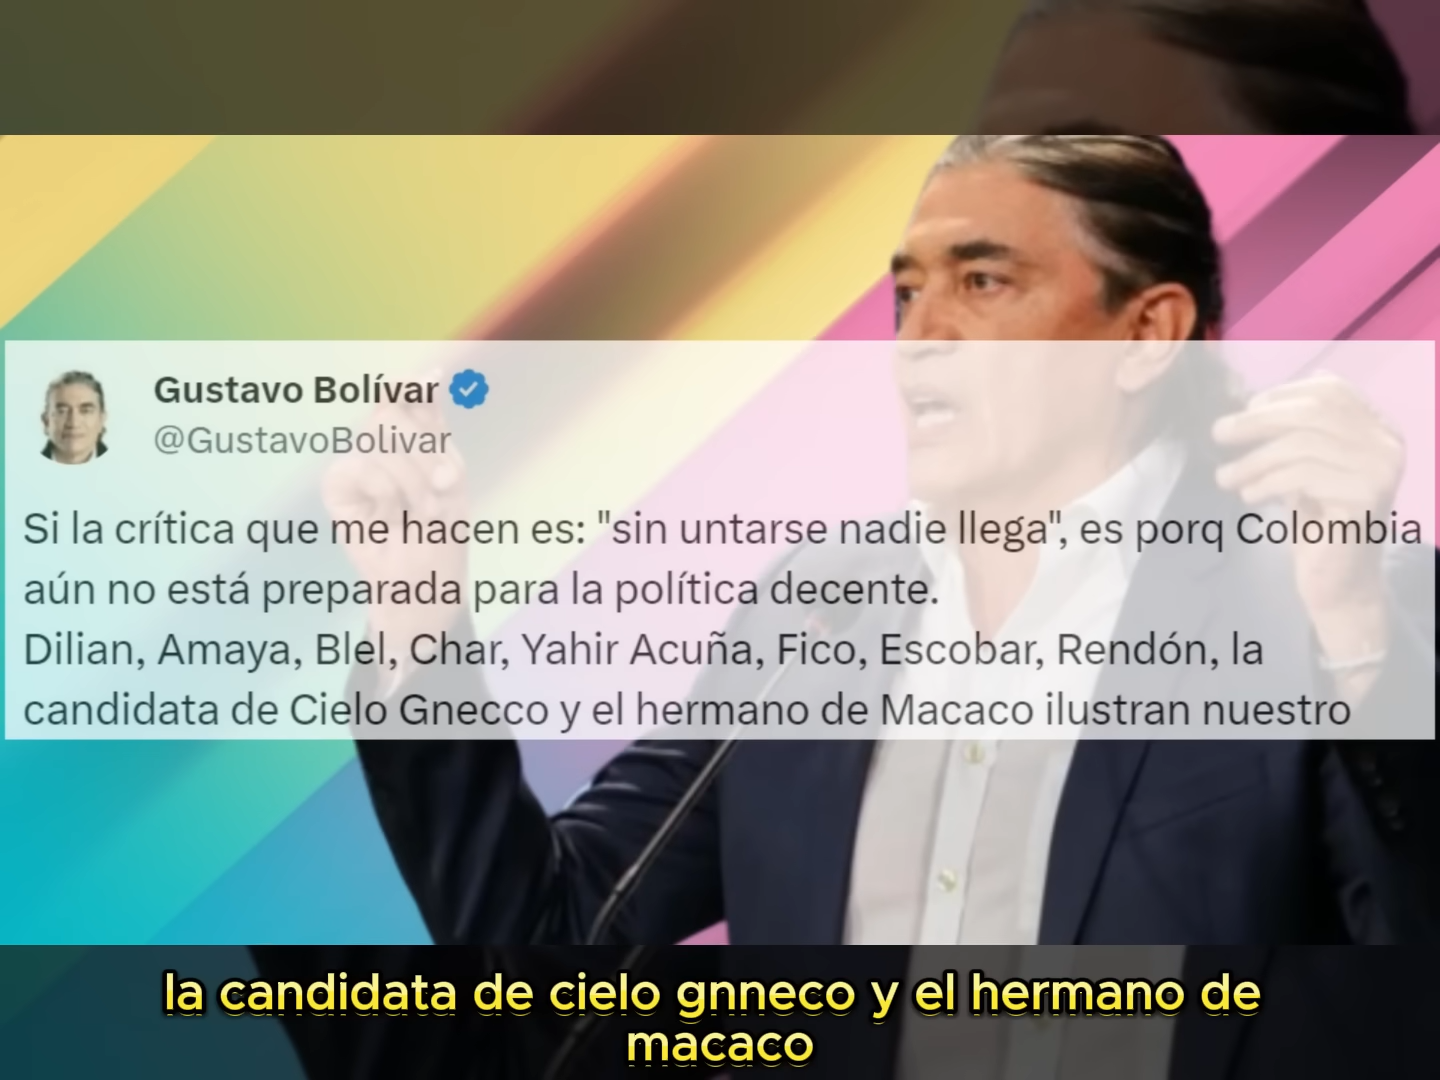 Gustavo Bolívar
@GustavoBolivar
Si la crítica que me hacen es: "sin untarse nadie llega", es porq Colombia
aún no está preparada para la política decente.
Dilian, Amaya, Blel, Char, Yahir Acuña, Fico, Escobar, Rendón, la
candidata de Cielo Gnecco y el hermano de Macaco ilustran nuestro
la candidata de cielo gnneco y el hermano de
macaco